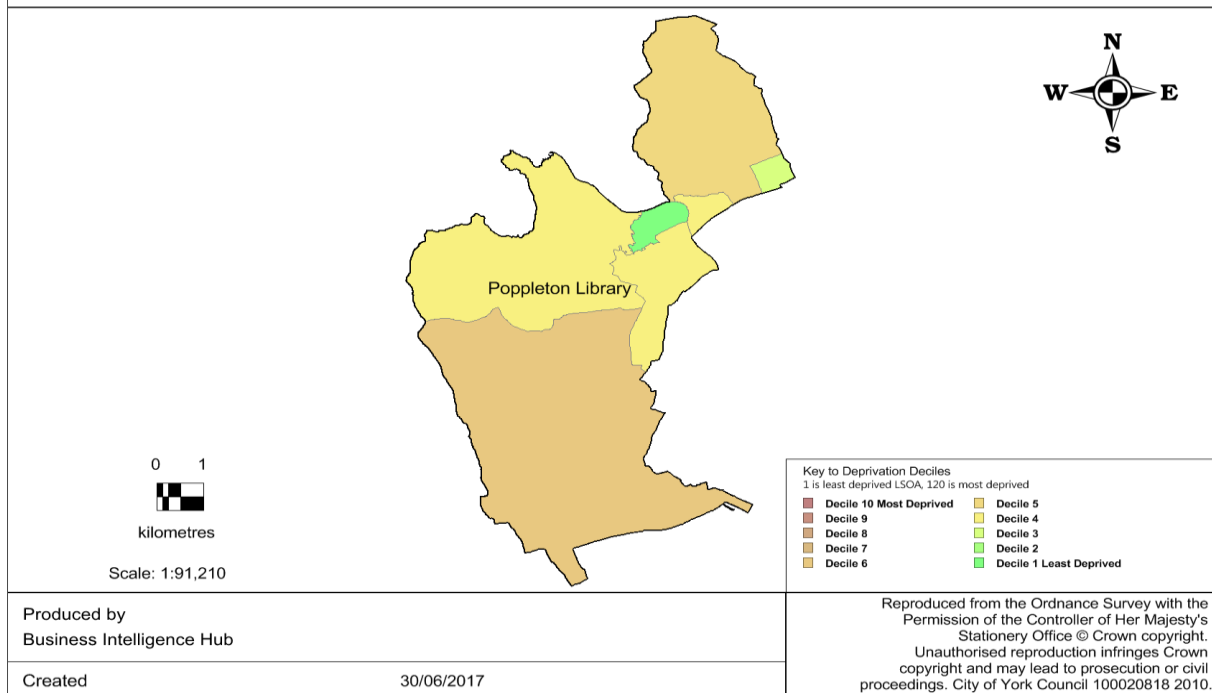 N
W E
S
Poppleton Library
0 1
kilometres
Scale: 1:91,210
Key to Deprivation Deciles
1 is least deprived LSOA, 120 is most deprived
Decile 10 Most Deprived
Decile 9
Decile 8
Decile 7
Decile 6
Decile 5
Decile 4
Decile 3
Decile 2
Decile 1 Least Deprived
Produced by
Business Intelligence Hub
Created 30/06/2017
Reproduced from the Ordnance Survey with the
Permission of the Controller of Her Majesty's
Stationery Office © Crown copyright.
Unauthorised reproduction infringes Crown
copyright and may lead to prosecution or civil
proceedings. City of York Council 100020818 2010.